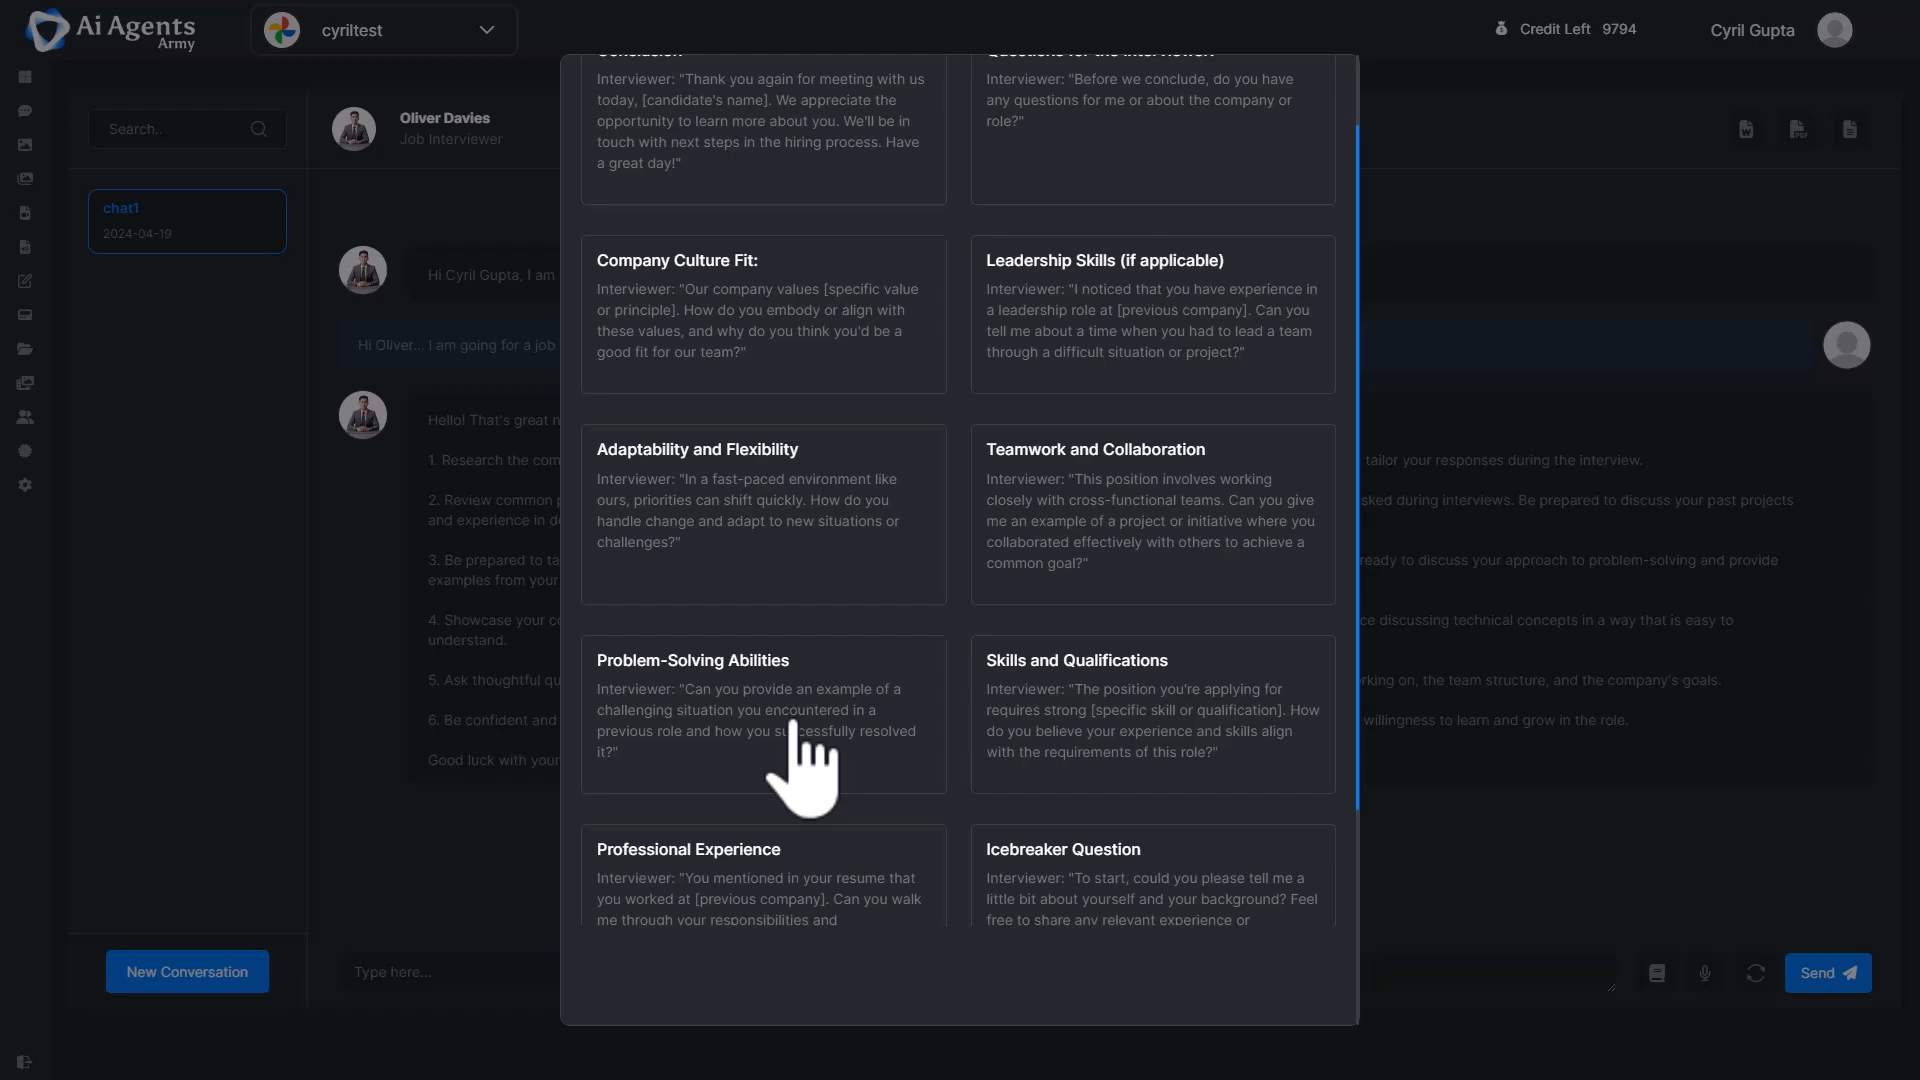 Ai Agents
Army
cyriltest
Credit Left 9794
Cyril Gupta
Search..
Oliver Davies
Job Interviewer
chat1
2024-04-19
Hi Cyril Gupta, I am
Hi Oliver... I am going for a job
Hello! That's great
1. Research the com
tailor your responses during the interview.
2. Review common
sked during interviews. Be prepared to discuss your past projects
and experience in d
3. Be prepared to ta
ready to discuss your approach to problem-solving and provide
examples from your
4. Showcase your co
ce discussing technical concepts in a way that is easy to
understand.
5. Ask thoughtful qu
rking on, the team structure, and the company's goals.
6. Be confident and
willingness to learn and grow in the role.
Good luck with your
Interviewer: "Thank you again for meeting with us
today, [candidate's name]. We appreciate the
opportunity to learn more about you. We'll be in
touch with next steps in the hiring process. Have
a great day!"
Interviewer: "Before we conclude, do you have
any questions for me or about the company or
role?"
Company Culture Fit:
Interviewer: "Our company values [specific value
or principle]. How do you embody or align with
these values, and why do you think you'd be a
good fit for our team?"
Leadership Skills (if applicable)
Interviewer: "I noticed that you have experience in
a leadership role at [previous company]. Can you
tell me about a time when you had to lead a team
through a difficult situation or project?"
Adaptability and Flexibility
Interviewer: "In a fast-paced environment like
ours, priorities can shift quickly. How do you
handle change and adapt to new situations or
challenges?"
Teamwork and Collaboration
Interviewer: "This position involves working
closely with cross-functional teams. Can you give
me an example of a project or initiative where you
collaborated effectively with others to achieve a
common goal?"
Problem-Solving Abilities
Interviewer: "Can you provide an example of a
challenging situation you encountered in a
previous role and how you successfully resolved
it?"
Skills and Qualifications
Interviewer: "The position you're applying for
requires strong [specific skill or qualification]. How
do you believe your experience and skills align
with the requirements of this role?"
Professional Experience
Interviewer: "You mentioned in your resume that
you worked at [previous company]. Can you walk
me through your responsibilities and
Icebreaker Question
Interviewer: "To start, could you please tell me a
little bit about yourself and your background? Feel
free to share any relevant experience or
New Conversation
Type here...
Send